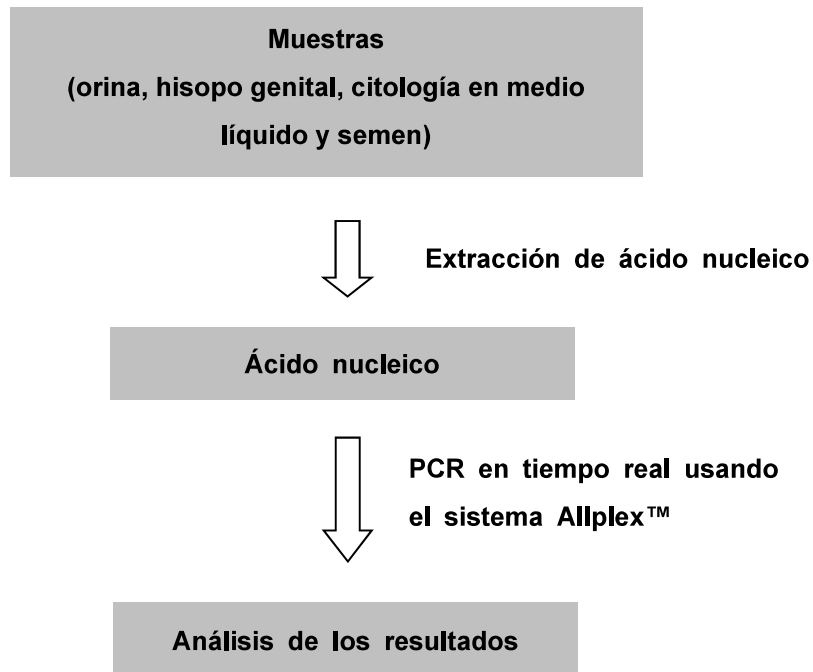 Muestras
(orina, hisopo genital, citología en medio
líquido y semen)
Extracción de ácido nucleico
Ácido nucleico
PCR en tiempo real usando
el sistema Allplex™
Análisis de los resultados